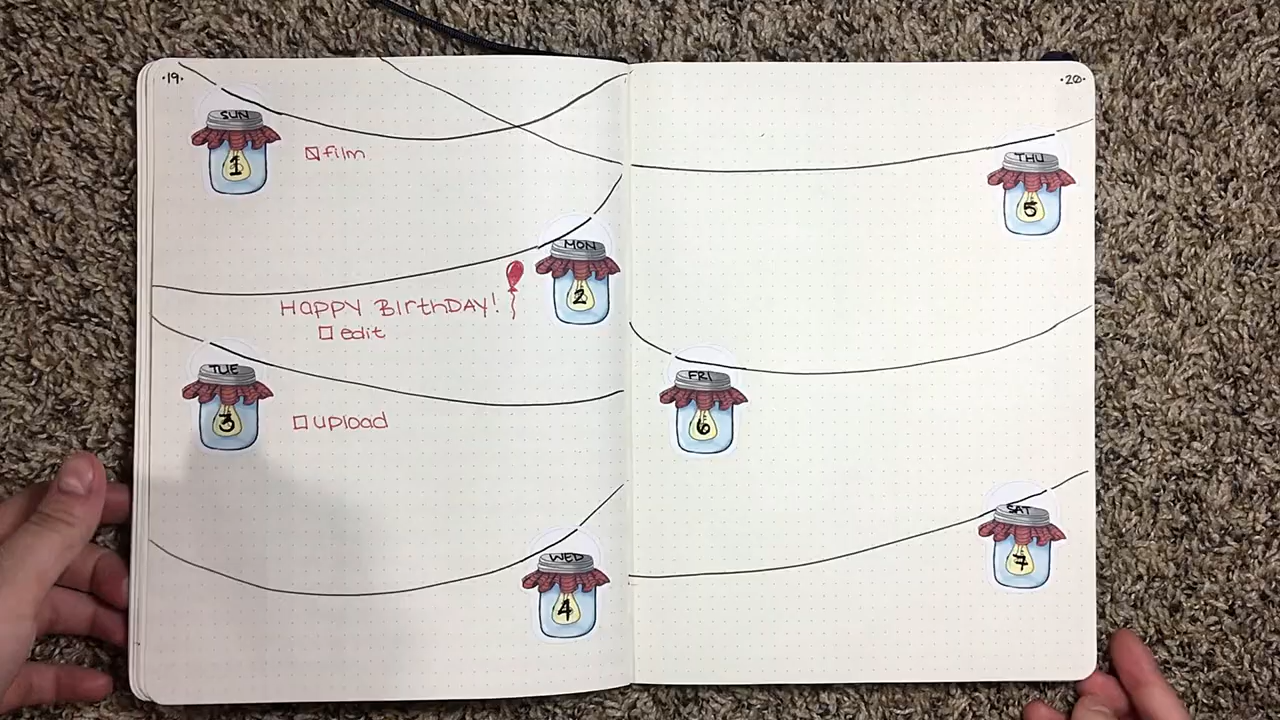 ·19·
SUN
1
☒ film
MON
2
HAPPY BIrthDAY!
☐ edit
TUE
3
☐ upload
WED
4
·20·
THU
5
FRI
6
SAT
7